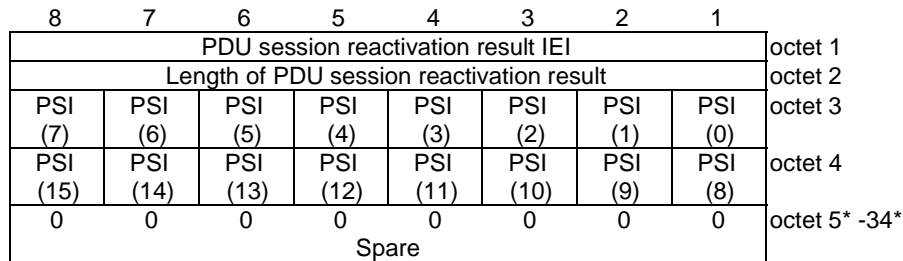 8 7 6 5 4 3 2 1
PDU session reactivation result IEI octet 1
Length of PDU session reactivation result octet 2
PSI PSI PSI PSI PSI PSI PSI PSI octet 3
(7) (6) (5) (4) (3) (2) (1) (0)
PSI PSI PSI PSI PSI PSI PSI PSI octet 4
(15) (14) (13) (12) (11) (10) (9) (8)
0 0 0 0 0 0 0 0 octet 5* -34*
Spare